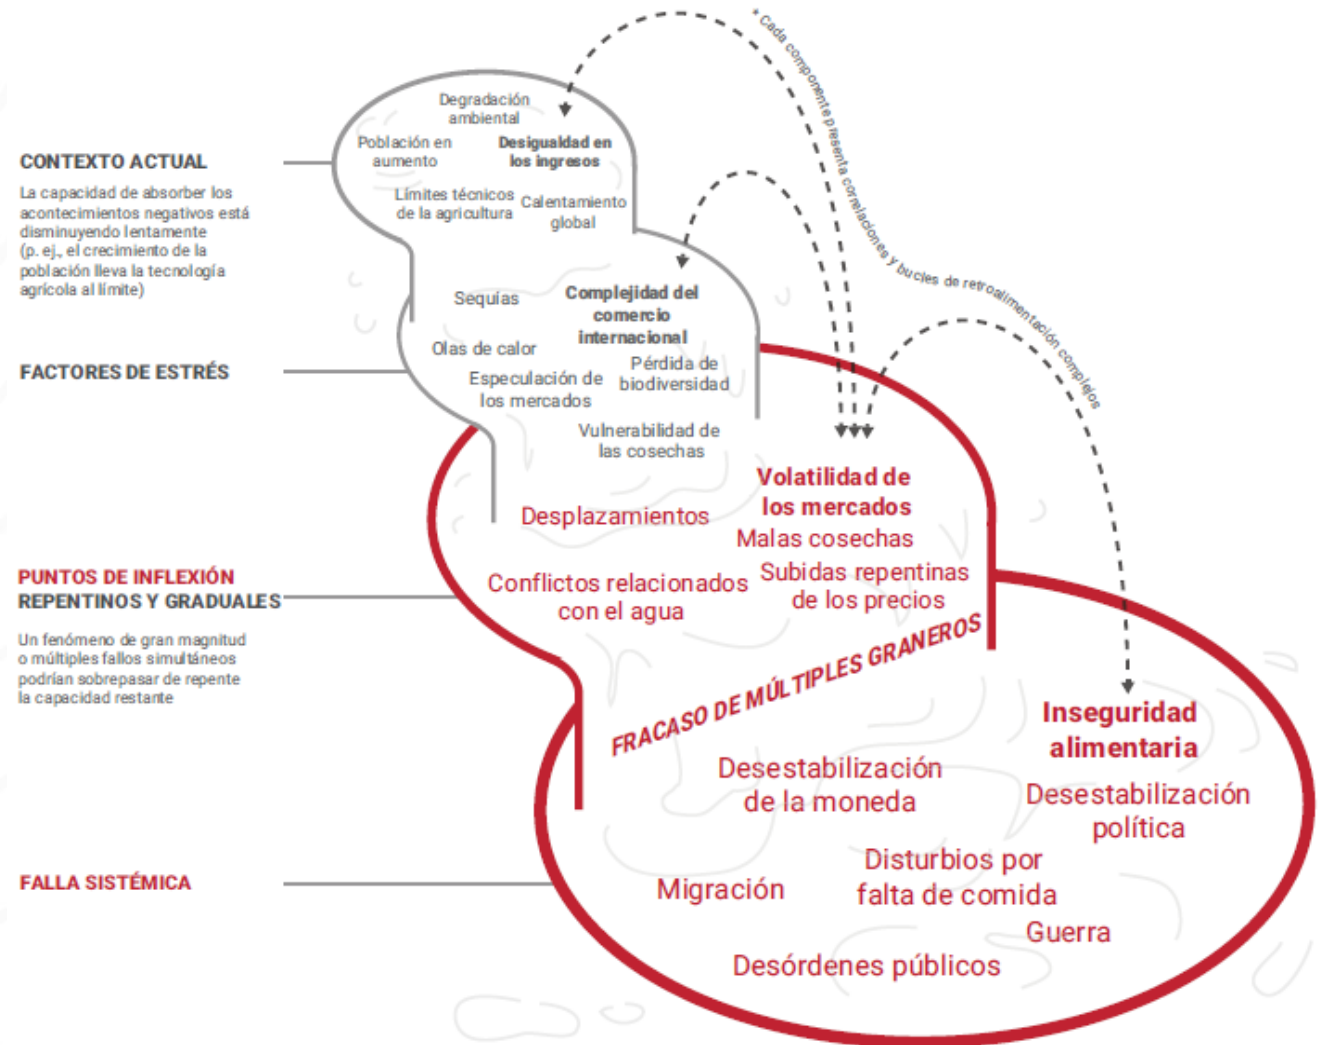 * Cada componente presenta correlaciones y bucles de retroalimentación complejos
CONTEXTO ACTUAL
La capacidad de absorber los
acontecimientos negativos está
disminuyendo lentamente
(p. ej., el crecimiento de la
población lleva la tecnología
agrícola al límite)
Degradación
ambiental
Población en
aumento
Desigualdad en
los ingresos
Límites técnicos
de la agricultura
Calentamiento
global
FACTORES DE ESTRÉS
Sequías
Complejidad del
comercio
internacional
Olas de calor
Pérdida de
biodiversidad
Especulación de
los mercados
Vulnerabilidad de
las cosechas
PUNTOS DE INFLEXIÓN
REPENTINOS Y GRADUALES
Un fenómeno de gran magnitud
o múltiples fallos simultáneos
podrían sobrepasar de repente
la capacidad restante
Volatilidad de
los mercados
Desplazamientos
Malas cosechas
Conflictos relacionados
con el agua
Subidas repentinas
de los precios
FRACASO DE MÚLTIPLES GRANEROS
FALLA SISTÉMICA
Inseguridad
alimentaria
Desestabilización
de la moneda
Desestabilización
política
Disturbios por
falta de comida
Migración
Guerra
Desórdenes públicos